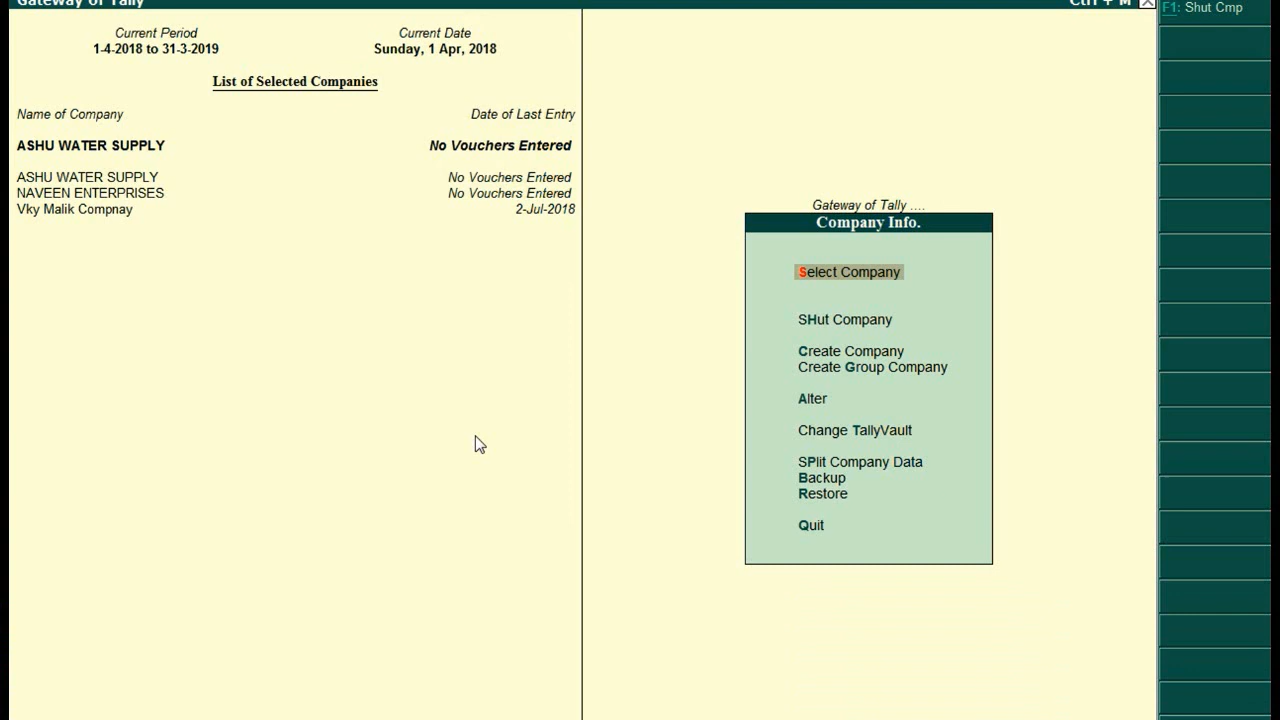 Gateway of Tally
Ctrl + M
F1: Shut Cmp
Current Period
Current Date
1-4-2018 to 31-3-2019
Sunday, 1 Apr, 2018
List of Selected Companies
Name of Company
Date of Last Entry
ASHU WATER SUPPLY
No Vouchers Entered
ASHU WATER SUPPLY
No Vouchers Entered
NAVEEN ENTERPRISES
No Vouchers Entered
Vky Malik Compnay
2-Jul-2018
Gateway of Tally ....
Company Info.
Select Company
SHut Company
Create Company
Create Group Company
Alter
Change TallyVault
SPlit Company Data
Backup
Restore
Quit